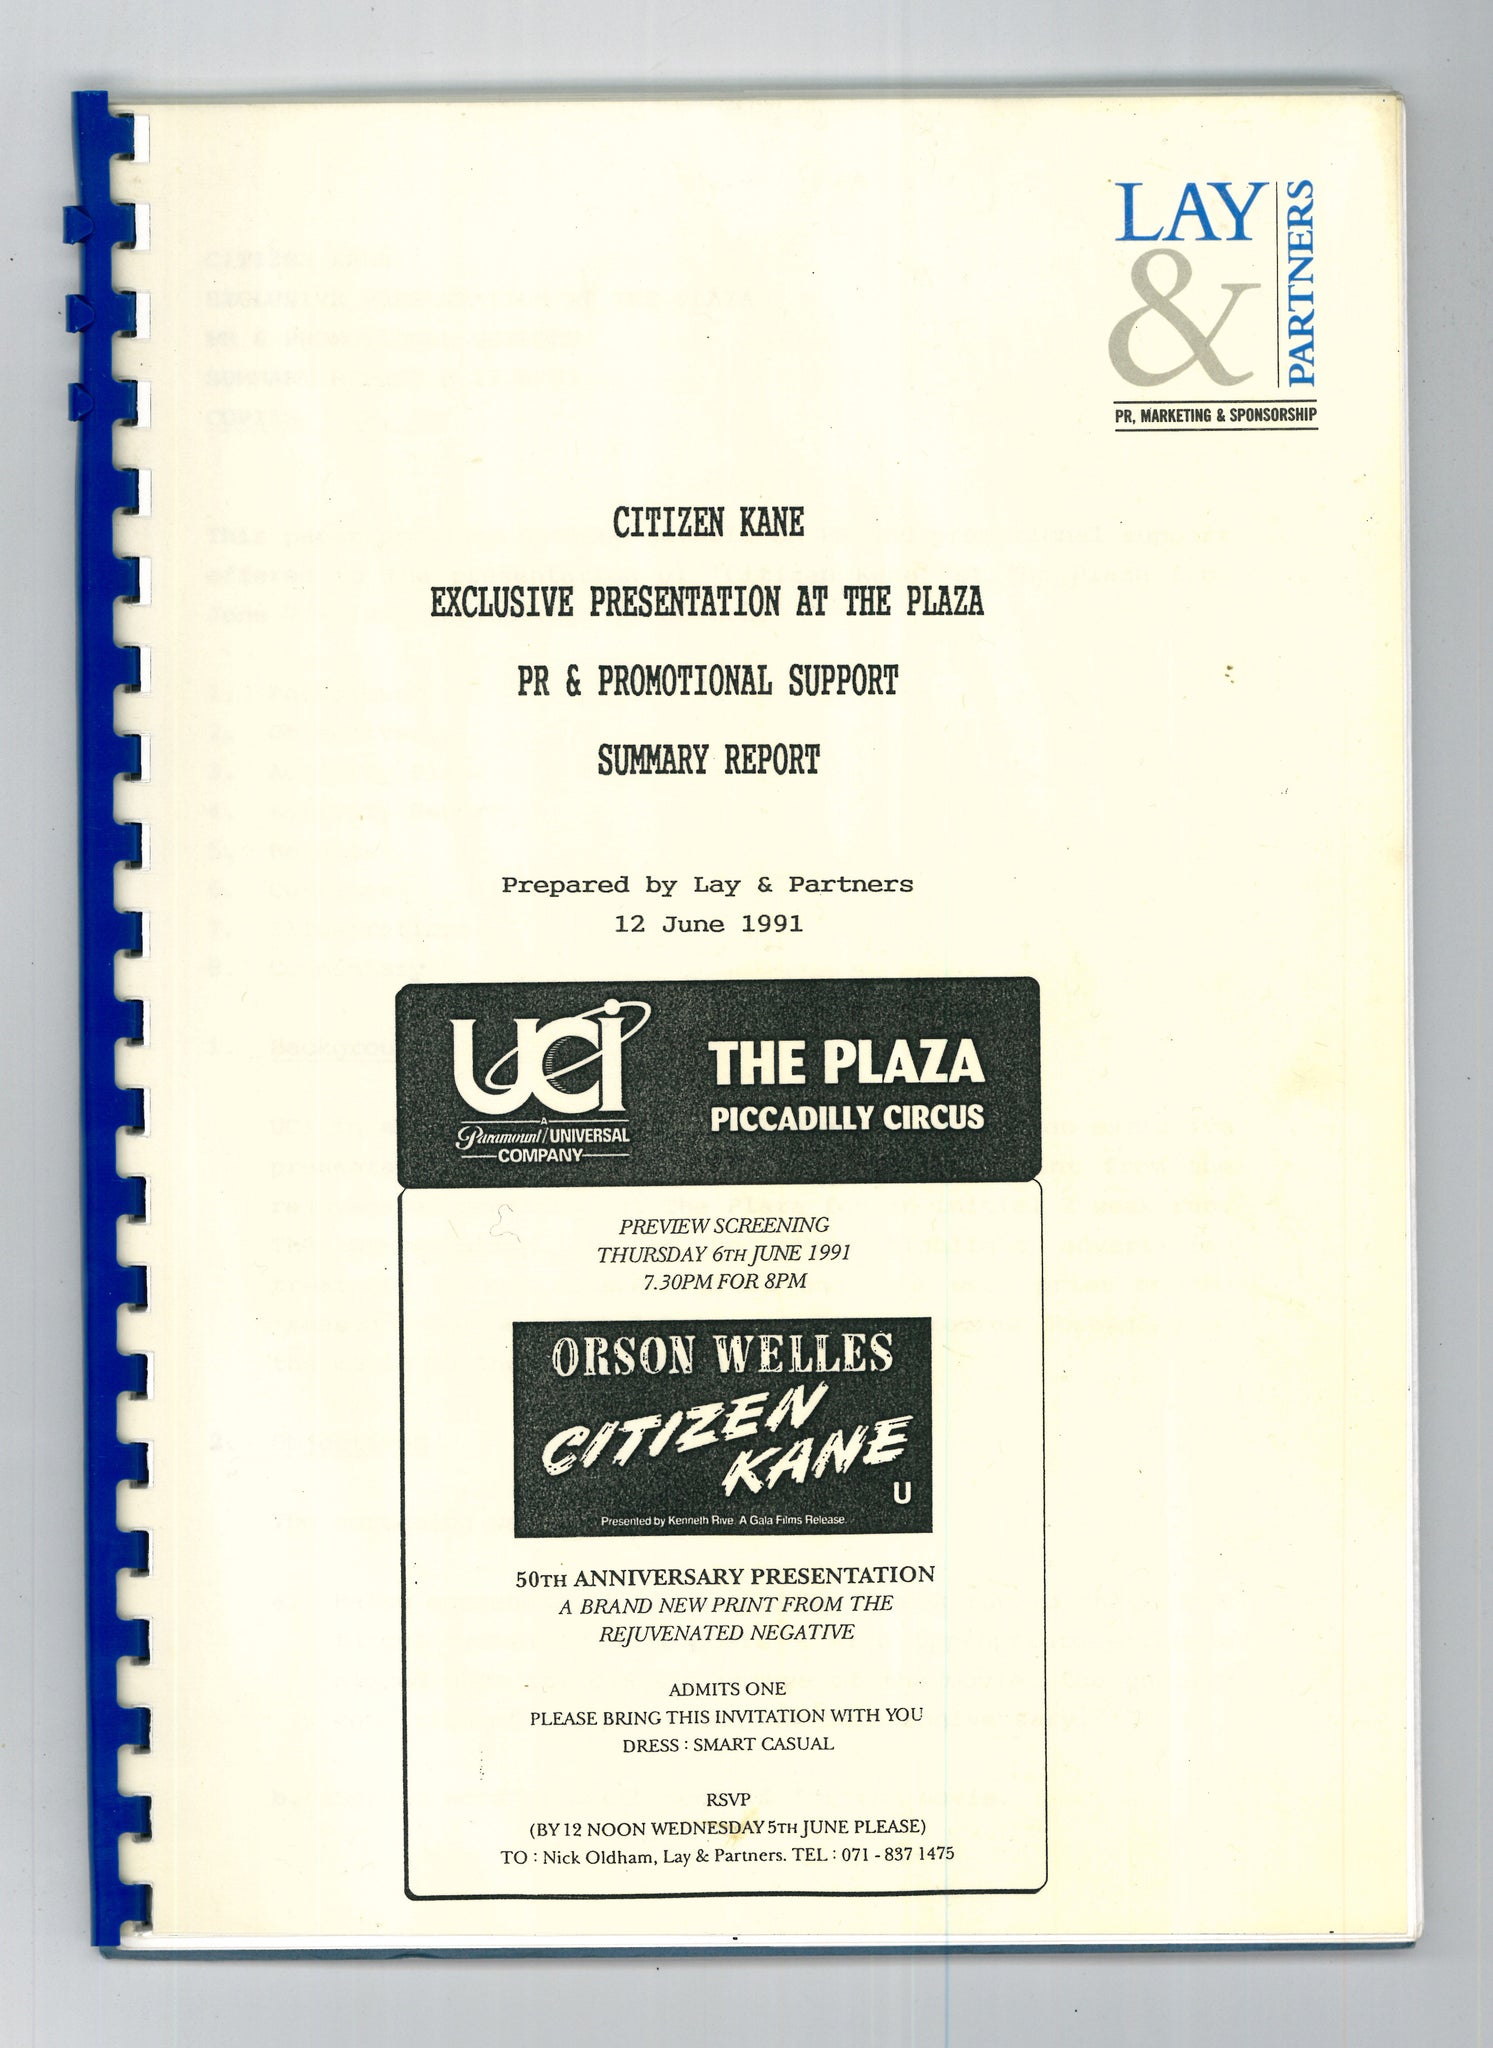 LAY
&
PARTNERS
PR, MARKETING & SPONSORSHIP
CITIZEN KANE
EXCLUSIVE PRESENTATION AT THE PLAZA
PR & PROMOTIONAL SUPPORT
SUMMARY REPORT
Prepared by Lay & Partners
12 June 1991
UCI
A
Paramount/UNIVERSAL
COMPANY
THE PLAZA
PICCADILLY CIRCUS
PREVIEW SCREENING
THURSDAY 6TH JUNE 1991
7.30PM FOR 8PM
ORSON WELLES
CITIZEN
KANE
U
Presented by Kenneth Rive. A Gala Films Release.
50TH ANNIVERSARY PRESENTATION
A BRAND NEW PRINT FROM THE
REJUVENATED NEGATIVE
ADMITS ONE
PLEASE BRING THIS INVITATION WITH YOU
DRESS : SMART CASUAL
RSVP
(BY 12 NOON WEDNESDAY 5TH JUNE PLEASE)
TO : Nick Oldham, Lay & Partners. TEL : 071 - 837 1475